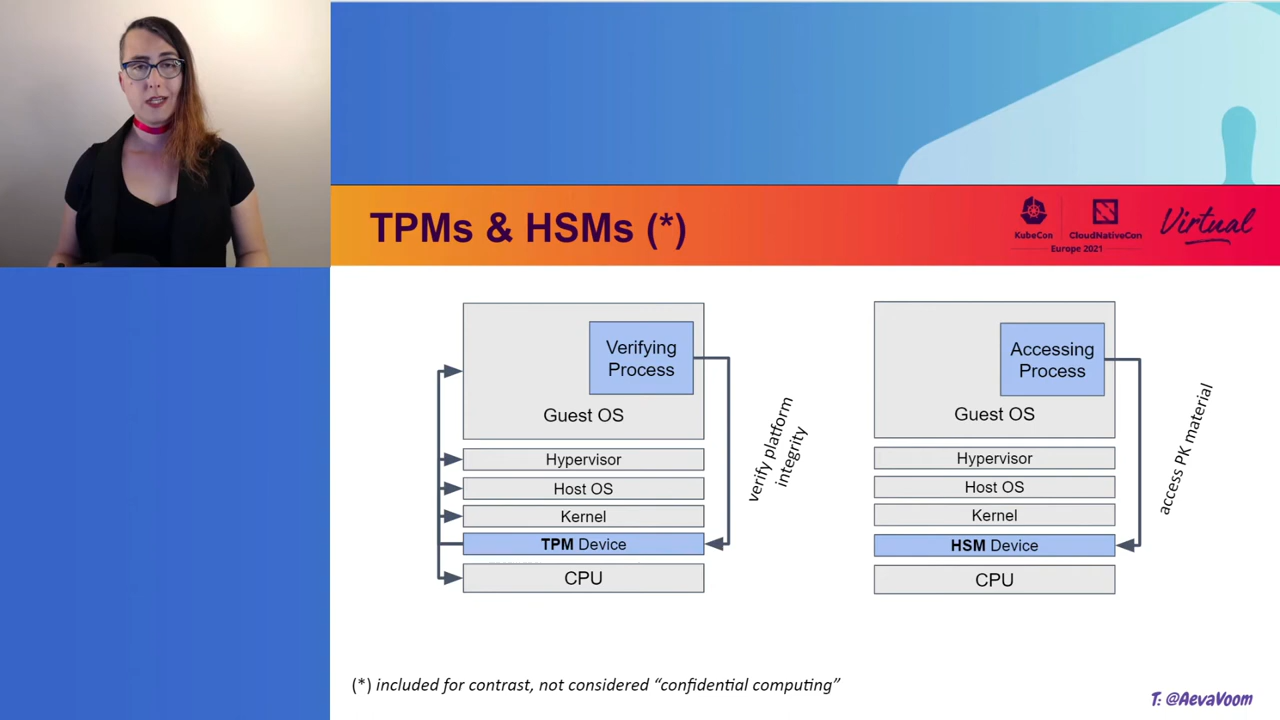 TPMs & HSMs (*)
KubeCon
CloudNativeCon
Europe 2021
Virtual
Verifying
Process
Guest OS
Hypervisor
Host OS
Kernel
TPM Device
CPU
verify platform
integrity
Accessing
Process
Guest OS
Hypervisor
Host OS
Kernel
HSM Device
CPU
access PK material
(*) included for contrast, not considered “confidential computing”
T: @AevaVoom